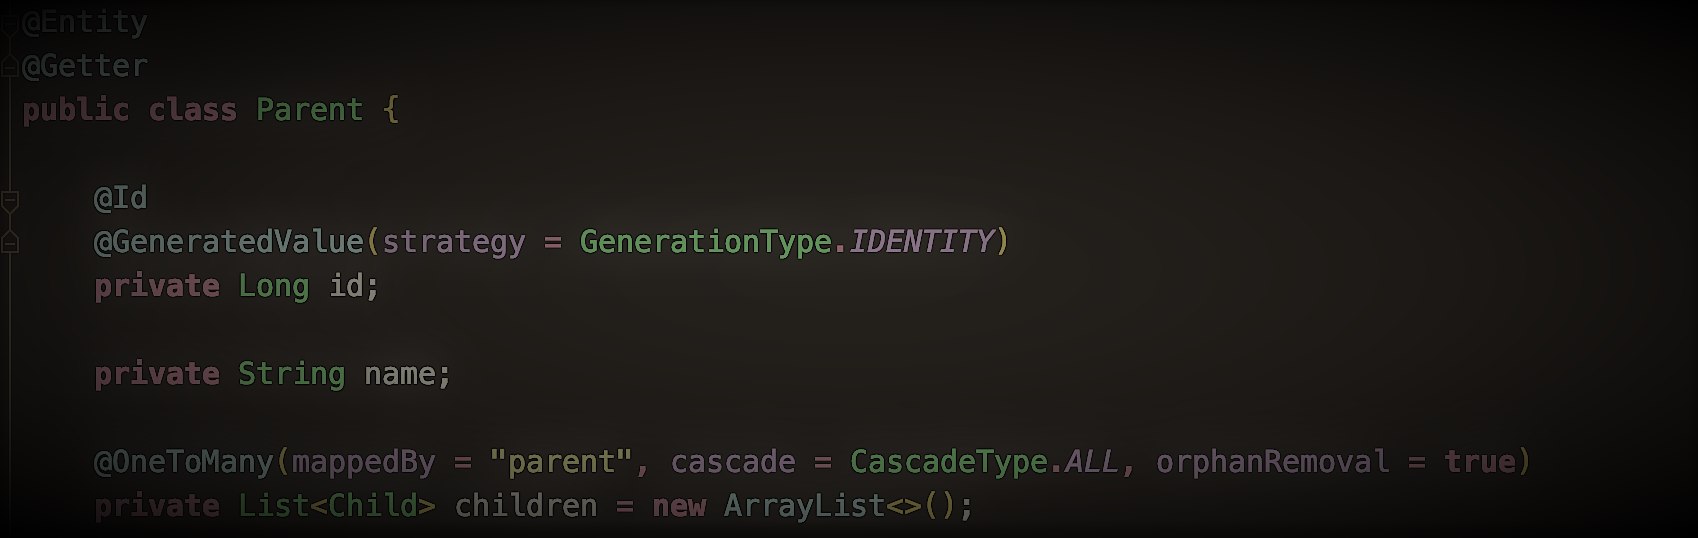 @Entity
@Getter
public class Parent {
@Id
@GeneratedValue(strategy = GenerationType.IDENTITY)
private Long id;
private String name;
@OneToMany(mappedBy = "parent", cascade = CascadeType.ALL, orphanRemoval = true)
private List<Child> children = new ArrayList<>();